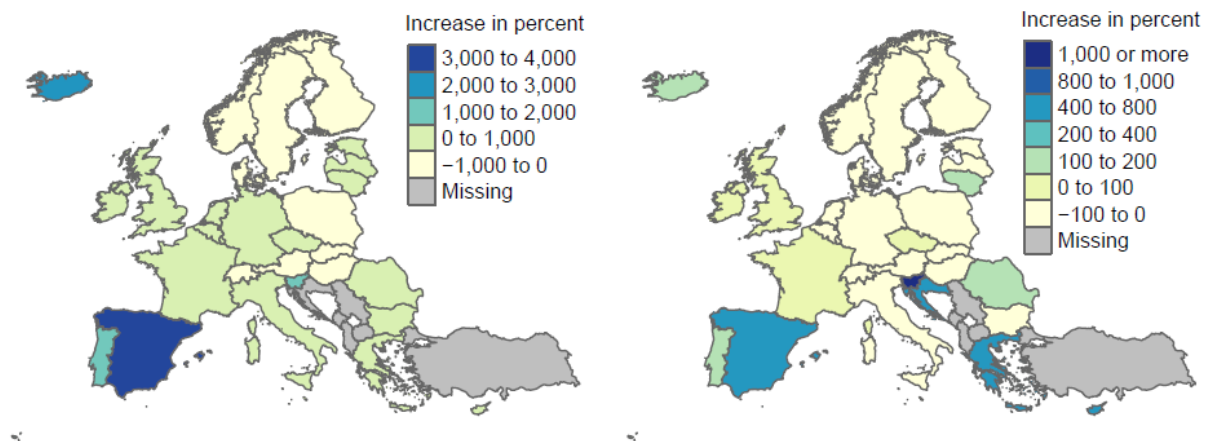 Increase in percent
3,000 to 4,000
2,000 to 3,000
1,000 to 2,000
0 to 1,000
−1,000 to 0
Missing
Increase in percent
1,000 or more
800 to 1,000
400 to 800
200 to 400
100 to 200
0 to 100
−100 to 0
Missing